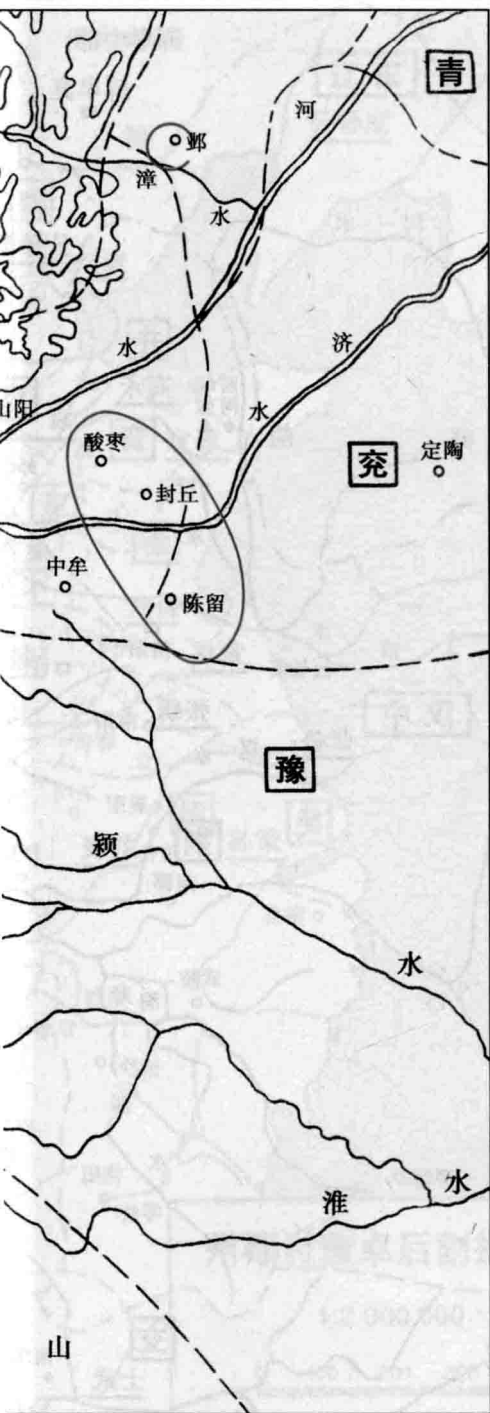 青
河
邺
漳
水
济
水
水
山阳
酸枣
兖
定陶
封丘
中牟
陈留
豫
颍
水
水
淮
山